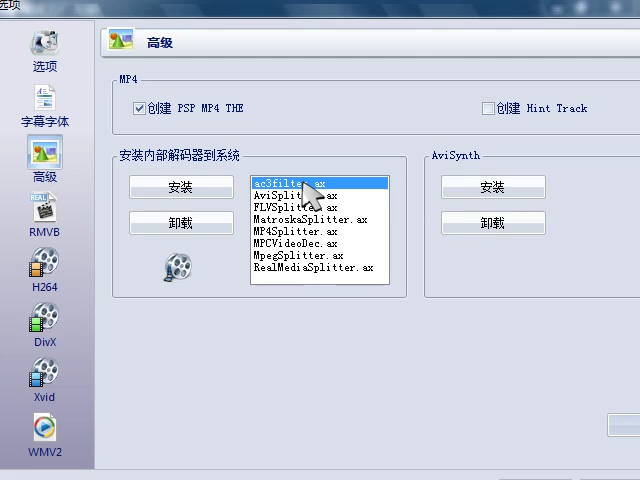 选项
选项
字幕字体
高级
REAL
RMVB
H264
DivX
Xvid
WMV2
高级
MP4
创建 PSP MP4 THE
创建 Hint Track
安装内部解码器到系统
安装
卸载
ac3filter.ax
AviSplitter.ax
FLVSplitter.ax
MatroskaSplitter.ax
MP4Splitter.ax
MPCVideoDec.ax
MpegSplitter.ax
RealMediaSplitter.ax
AviSynth
安装
卸载